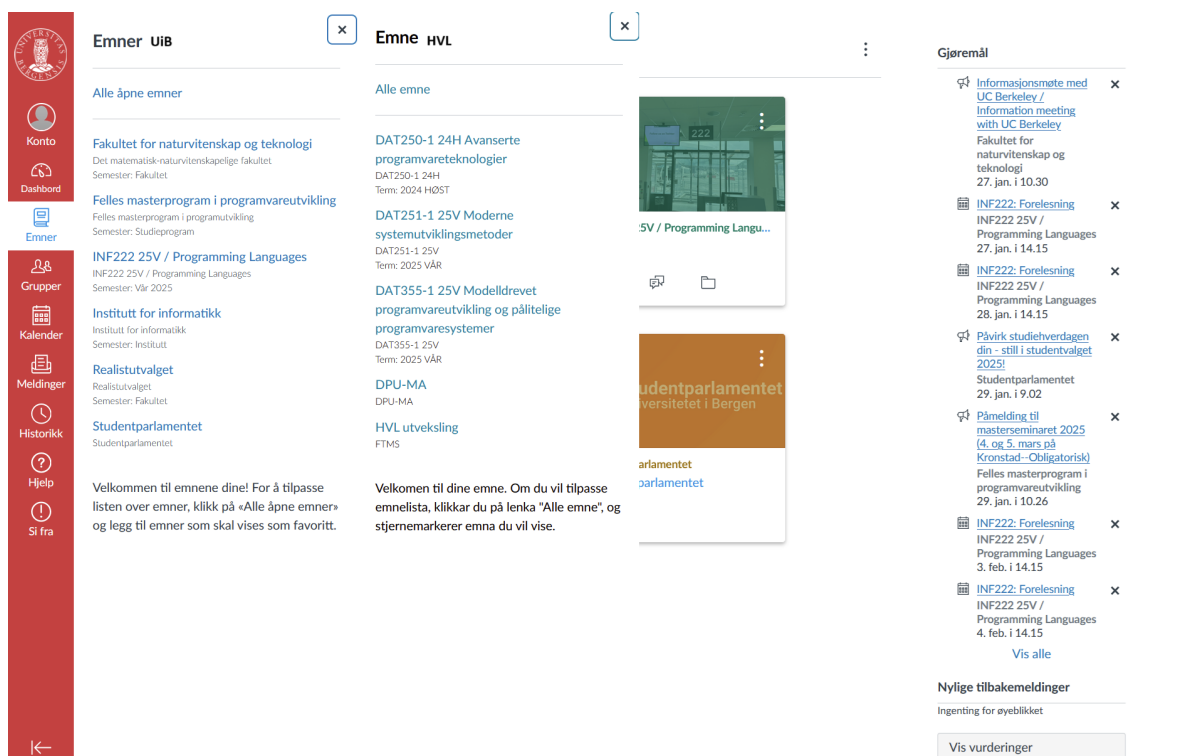 UNIVERSITAS
BERGENSIS
Konto
Dashbord
Emner
Grupper
Kalender
Meldinger
Historikk
Hjelp
Si fra
Emner UiB
Alle åpne emner
Fakultet for naturvitenskap og teknologi
Det matematisk-naturvitenskapelige fakultet
Semester: Fakultet
Felles masterprogram i programvareutvikling
Felles masterprogram i programutvikling
Semester: Studieprogram
INF222 25V / Programming Languages
INF222 25V / Programming Languages
Semester: Vår 2025
Institutt for informatikk
Institutt for informatikk
Semester: Institutt
Realistutvalget
Realistutvalget
Semester: Fakultet
Studentparlamentet
Studentparlamentet
Velkommen til emnene dine! For å tilpasse
listen over emner, klikk på «Alle åpne emner»
og legg til emner som skal vises som favoritt.
Emne HVL
Alle emne
DAT250-1 24H Avanserte
programvareteknologier
DAT250-1 24H
Term: 2024 HØST
DAT251-1 25V Moderne
systemutviklingsmetoder
DAT251-1 25V
Term: 2025 VÅR
DAT355-1 25V Modelldrevet
programvareutvikling og pålitelige
programvaresystemer
DAT355-1 25V
Term: 2025 VÅR
DPU-MA
DPU-MA
HVL utveksling
FTMS
Velkomen til dine emne. Om du vil tilpasse
emnelista, klikkar du på lenka "Alle emne", og
stjernemarkerer emna du vil vise.
222
5V / Programming Langu...
udentparlamentet
iversitetet i Bergen
arlamentet
parlamentet
Gjøremål
Informasjonsmøte med
UC Berkeley /
Information meeting
with UC Berkeley
Fakultet for
naturvitenskap og
teknologi
27. jan. i 10.30
INF222: Forelesning
INF222 25V /
Programming Languages
27. jan. i 14.15
INF222: Forelesning
INF222 25V /
Programming Languages
28. jan. i 14.15
Påvirk studiehverdagen
din - still i studentvalget
2025!
Studentparlamentet
29. jan. i 9.02
Påmelding til
masterseminaret 2025
(4. og 5. mars på
Kronstad--Obligatorisk)
Felles masterprogram i
programvareutvikling
29. jan. i 10.26
INF222: Forelesning
INF222 25V /
Programming Languages
3. feb. i 14.15
INF222: Forelesning
INF222 25V /
Programming Languages
4. feb. i 14.15
Vis alle
Nylige tilbakemeldinger
Ingenting for øyeblikket
Vis vurderinger